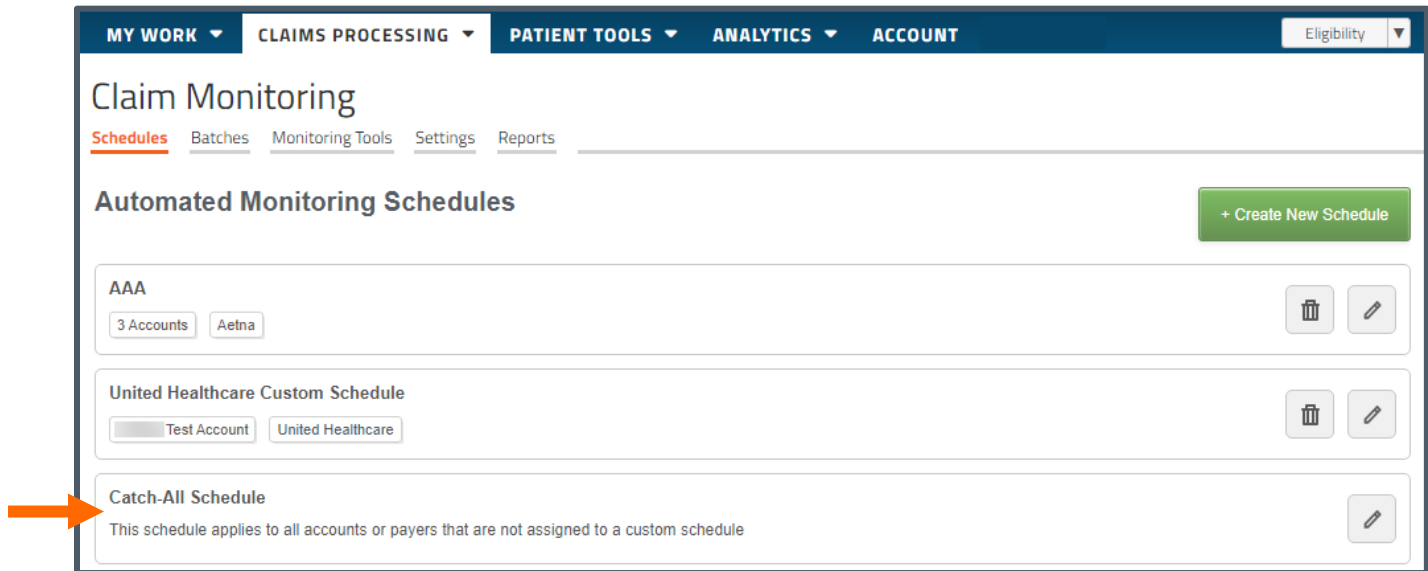 MY WORK CLAIMS PROCESSING PATIENT TOOLS ANALYTICS ACCOUNT Eligibility
Claim Monitoring
Schedules Batches Monitoring Tools Settings Reports
Automated Monitoring Schedules
+ Create New Schedule
AAA
3 Accounts Aetna
United Healthcare Custom Schedule
Test Account United Healthcare
Catch-All Schedule
This schedule applies to all accounts or payers that are not assigned to a custom schedule